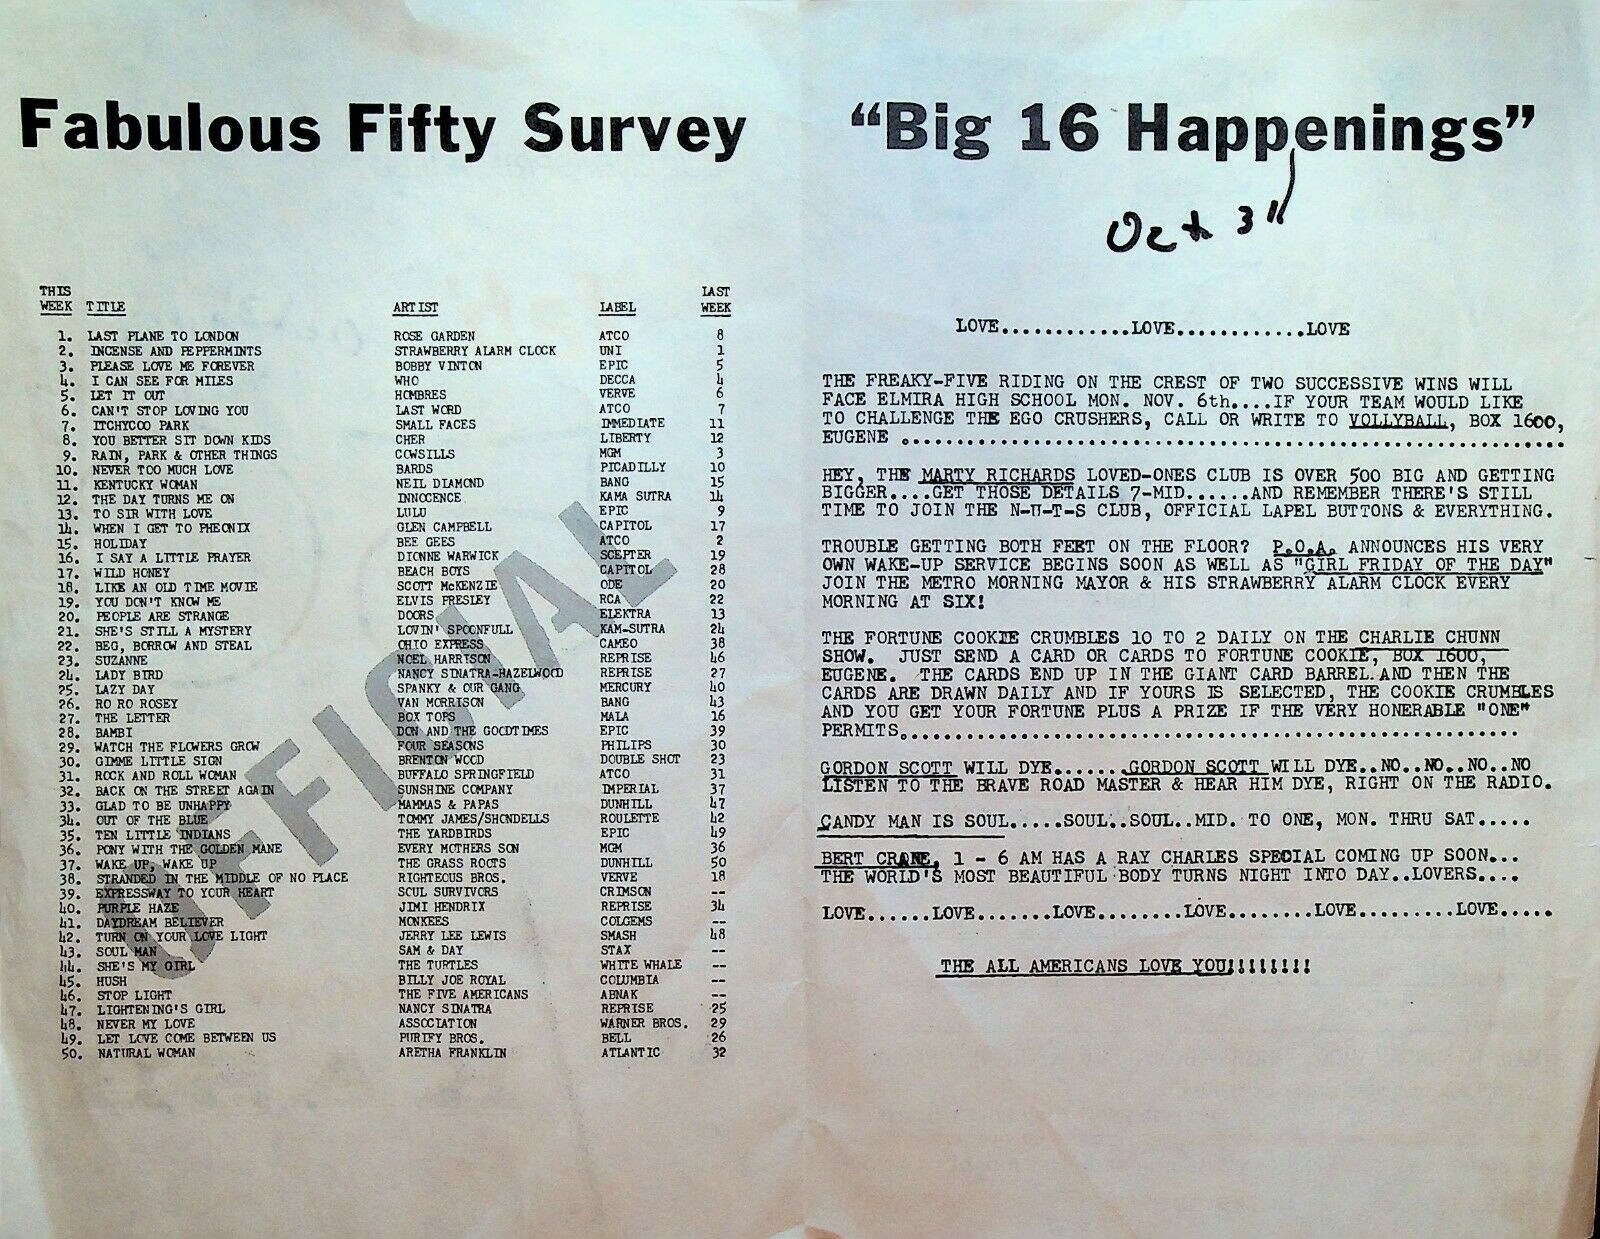 Fabulous Fifty Survey
THIS WEEK TITLE ARTIST LABEL LAST WEEK
1. LAST PLANE TO LONDON ROSE GARDEN ATCO 8
2. INCENSE AND PEPPERMINTS STRAWBERRY ALARM CLOCK UNI 1
3. PLEASE LOVE ME FOREVER BOBBY VINTON EPIC 5
4. I CAN SEE FOR MILES WHO DECCA 4
5. LET IT OUT HOMBRES VERVE 6
6. CAN'T STOP LOVING YOU LAST WORD ATCO 7
7. ITCHYCOO PARK SMALL FACES IMMEDIATE 11
8. YOU BETTER SIT DOWN KIDS CHER LIBERTY 12
9. RAIN, PARK & OTHER THINGS COWSILLS MGM 3
10. NEVER TOO MUCH LOVE BARDS PICADILLY 10
11. KENTUCKY WOMAN NEIL DIAMOND BANG 15
12. THE DAY TURNS ME ON INNOCENCE KAMA SUTRA 14
13. TO SIR WITH LOVE LULU EPIC 9
14. WHEN I GET TO PHEONIX GLEN CAMPBELL CAPITOL 17
15. HOLIDAY BEE GEES ATCO 2
16. I SAY A LITTLE PRAYER DIONNE WARWICK SCEPTER 19
17. WILD HONEY BEACH BOYS CAPITOL 28
18. LIKE AN OLD TIME MOVIE SCOTT McKENZIE ODE 20
19. YOU DON'T KNOW ME ELVIS PRESLEY RCA 22
20. PEOPLE ARE STRANGE DOORS ELEKTRA 13
21. SHE'S STILL A MYSTERY LOVIN' SPOONFULL KAM-SUTRA 24
22. BEG, BORROW AND STEAL OHIO EXPRESS CAMEO 38
23. SUZANNE NOEL HARRISON REPRISE 46
24. LADY BIRD NANCY SINATRA-HAZELWOOD REPRISE 27
25. LAZY DAY SPANKY & OUR GANG MERCURY 40
26. RO RO ROSEY VAN MORRISON BANG 43
27. THE LETTER BOX TOPS MALA 16
28. BAMBI DON AND THE GOODTIMES EPIC 39
29. WATCH THE FLOWERS GROW FOUR SEASONS PHILIPS 30
30. GIMME LITTLE SIGN BRENTON WOOD DOUBLE SHOT 23
31. ROCK AND ROLL WOMAN BUFFALO SPRINGFIELD ATCO 31
32. BACK ON THE STREET AGAIN SUNSHINE COMPANY IMPERIAL 37
33. GLAD TO BE UNHAPPY MAMMAS & PAPAS DUNHILL 47
34. OUT OF THE BLUE TOMMY JAMES/SHONDELLS ROULETTE 42
35. TEN LITTLE INDIANS THE YARDBIRDS EPIC 49
36. PONY WITH THE GOLDEN MANE EVERY MOTHERS SON MGM 36
37. WAKE UP, WAKE UP THE GRASS ROOTS DUNHILL 50
38. STRANDED IN THE MIDDLE OF NO PLACE RIGHTEOUS BROS. VERVE 18
39. EXPRESSWAY TO YOUR HEART SOUL SURVIVORS CRIMSON --
40. PURPLE HAZE JIMI HENDRIX REPRISE 34
41. DAYDREAM BELIEVER MONKEES COLGEMS --
42. TURN ON YOUR LOVE LIGHT JERRY LEE LEWIS SMASH 48
43. SOUL MAN SAM & DAY STAX --
44. SHE'S MY GIRL THE TURTLES WHITE WHALE --
45. HUSH BILLY JOE ROYAL COLUMBIA --
46. STOP LIGHT THE FIVE AMERICANS ABNAK --
47. LIGHTENING'S GIRL NANCY SINATRA REPRISE 25
48. NEVER MY LOVE ASSOCIATION WARNER BROS. 29
49. LET LOVE COME BETWEEN US PURIFY BROS. BELL 26
50. NATURAL WOMAN ARETHA FRANKLIN ATLANTIC 32
OFFICIAL
"Big 16 Happenings"
Oct 3
LOVE............LOVE............LOVE
THE FREAKY-FIVE RIDING ON THE CREST OF TWO SUCCESSIVE WINS WILL
FACE ELMIRA HIGH SCHOOL MON. NOV. 6th....IF YOUR TEAM WOULD LIKE
TO CHALLENGE THE EGO CRUSHERS, CALL OR WRITE TO VOLLYBALL, BOX 1600,
EUGENE ............................................................
HEY, THE MARTY RICHARDS LOVED-ONES CLUB IS OVER 500 BIG AND GETTING
BIGGER....GET THOSE DETAILS 7-MID......AND REMEMBER THERE'S STILL
TIME TO JOIN THE N-U-T-S CLUB, OFFICIAL LAPEL BUTTONS & EVERYTHING.
TROUBLE GETTING BOTH FEET ON THE FLOOR? P.O.A. ANNOUNCES HIS VERY
OWN WAKE-UP SERVICE BEGINS SOON AS WELL AS "GIRL FRIDAY OF THE DAY"
JOIN THE METRO MORNING MAYOR & HIS STRAWBERRY ALARM CLOCK EVERY
MORNING AT SIX!
THE FORTUNE COOKIE CRUMBLES 10 TO 2 DAILY ON THE CHARLIE CHUNN
SHOW. JUST SEND A CARD OR CARDS TO FORTUNE COOKIE, BOX 1600,
EUGENE. THE CARDS END UP IN THE GIANT CARD BARREL AND THEN THE
CARDS ARE DRAWN DAILY AND IF YOURS IS SELECTED, THE COOKIE CRUMBLES
AND YOU GET YOUR FORTUNE PLUS A PRIZE IF THE VERY HONERABLE "ONE"
PERMITS.........................................................
GORDON SCOTT WILL DYE.......GORDON SCOTT WILL DYE..NO..NO..NO..NO
LISTEN TO THE BRAVE ROAD MASTER & HEAR HIM DYE, RIGHT ON THE RADIO.
CANDY MAN IS SOUL.....SOUL..SOUL..MID. TO ONE, MON. THRU SAT.....
BERT CRANE, 1 - 6 AM HAS A RAY CHARLES SPECIAL COMING UP SOON...
THE WORLD'S MOST BEAUTIFUL BODY TURNS NIGHT INTO DAY..LOVERS....
LOVE......LOVE.......LOVE........LOVE........LOVE.........LOVE.....
THE ALL AMERICANS LOVE YOU!!!!!!!!!